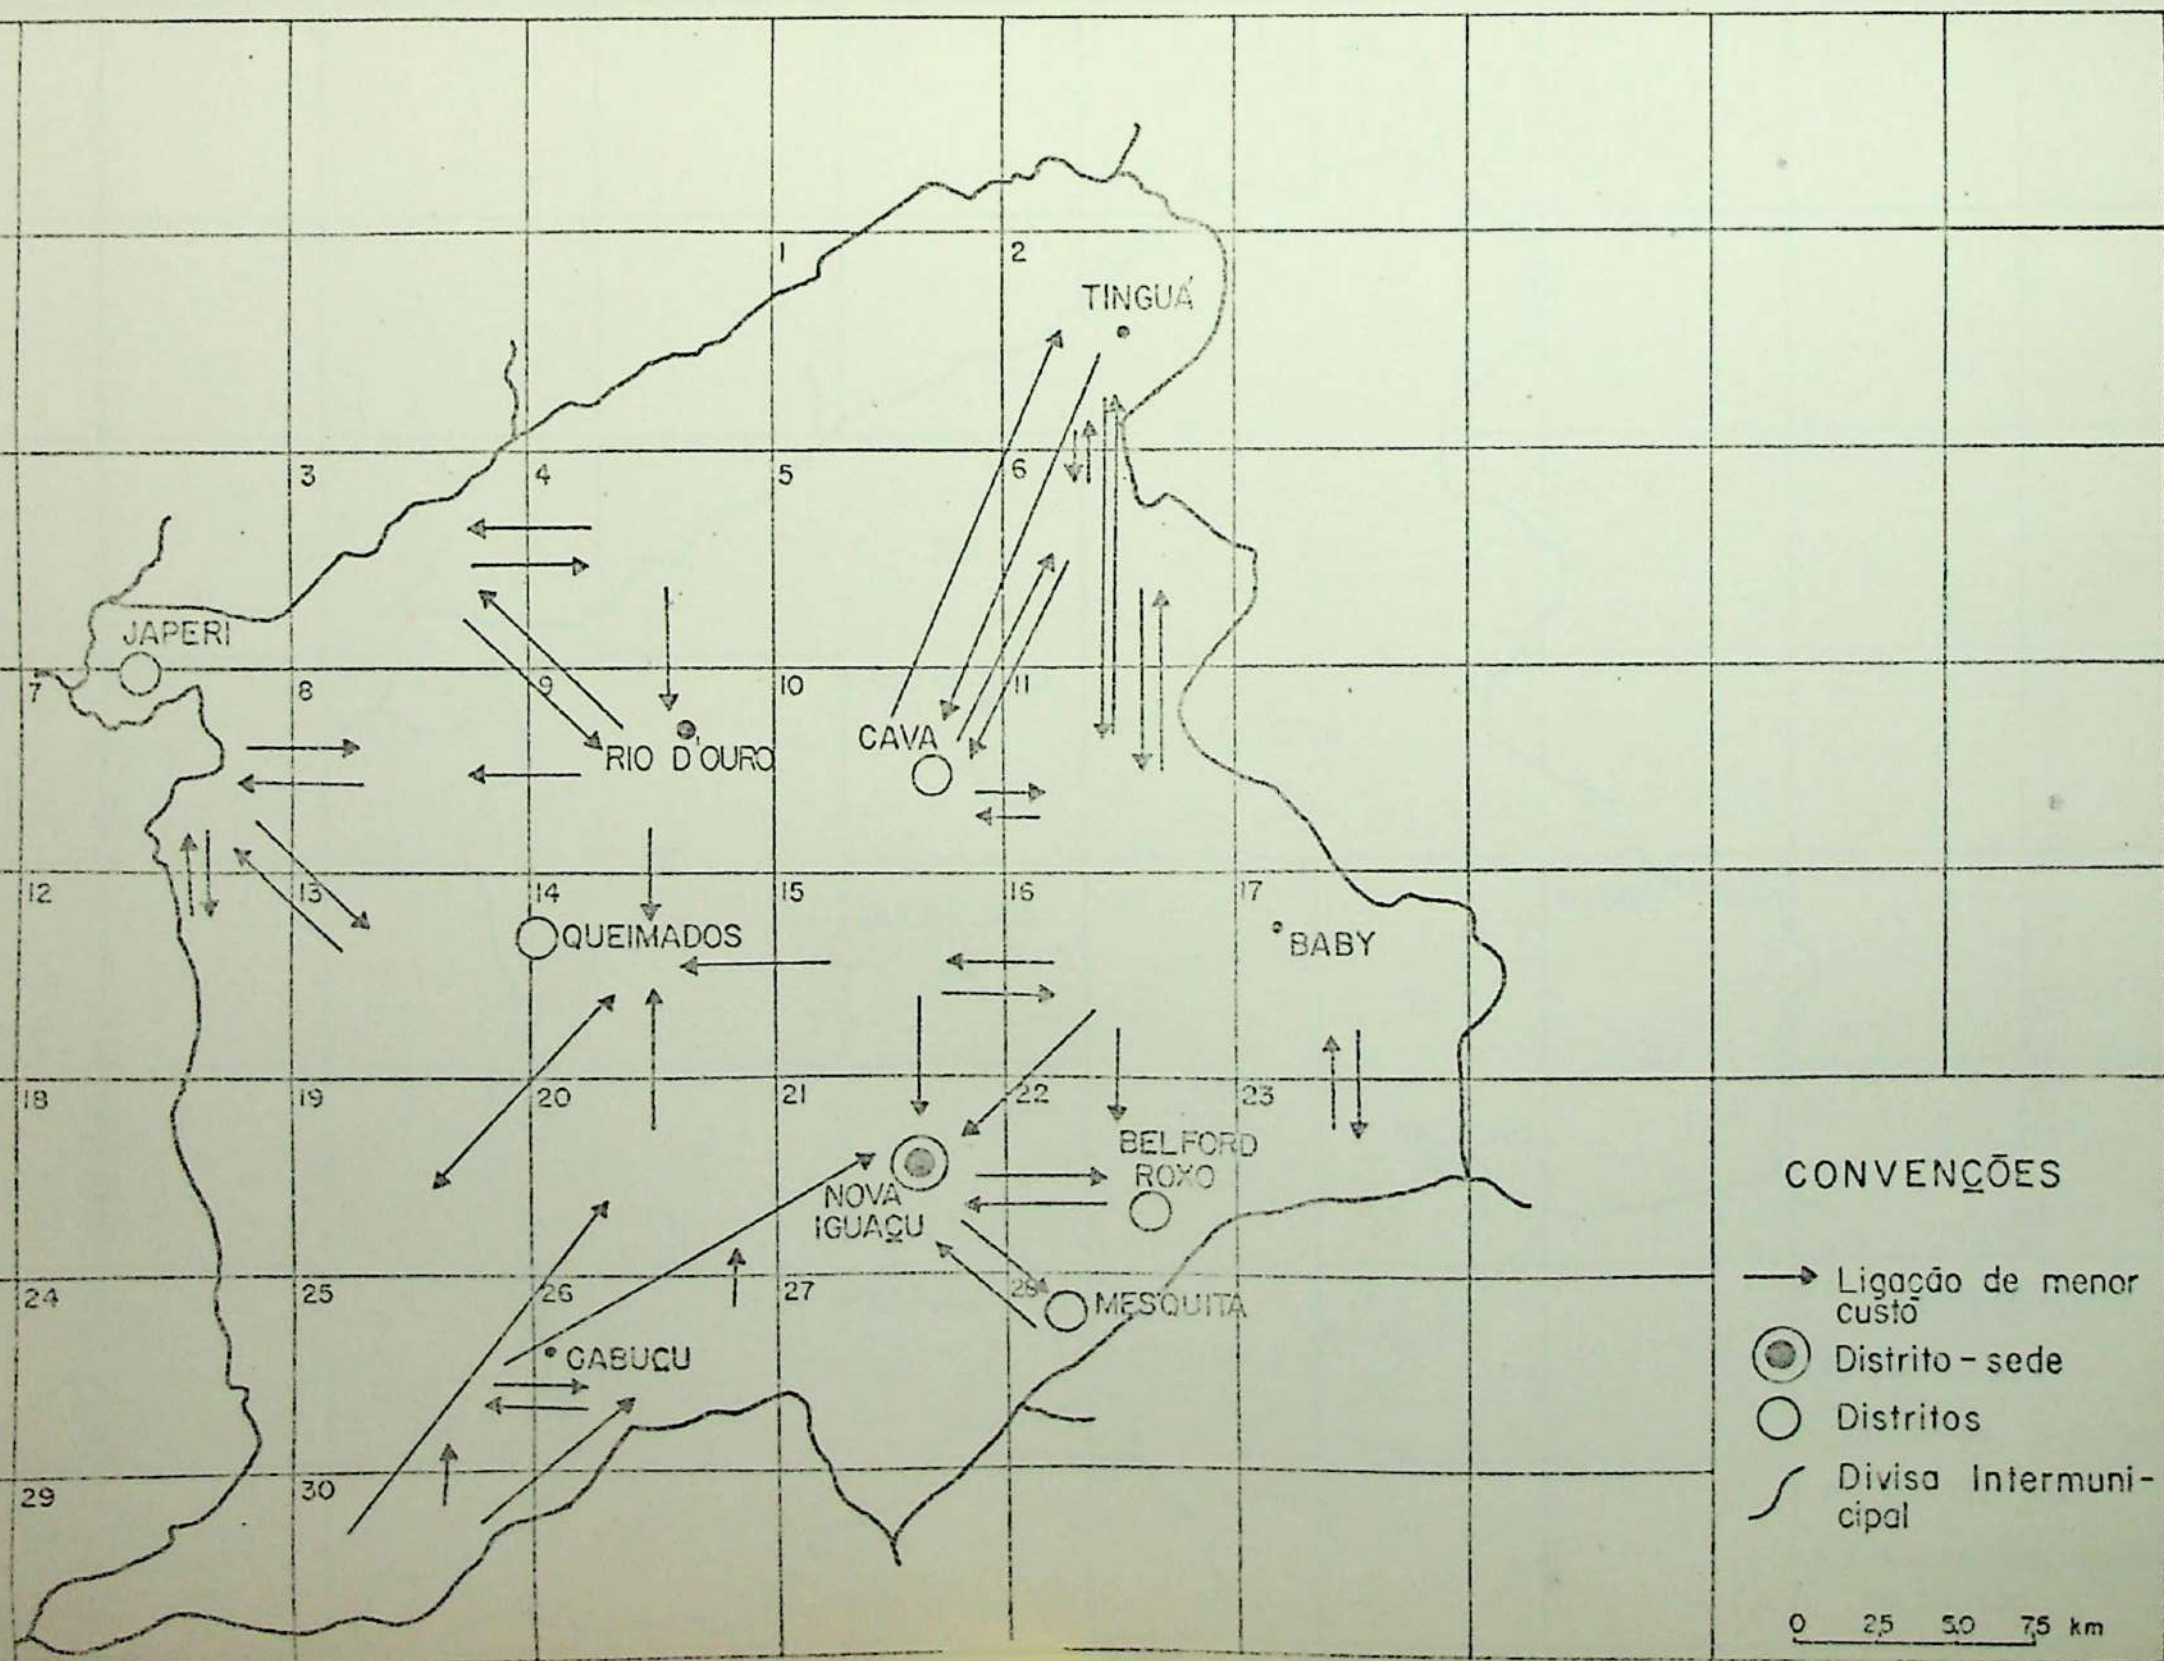 1
2
TINGUÁ
3
4
5
6
JAPERI
7
8
9
10
11
CAVA
RIO D'OURO
12
13
14
15
16
17
QUEIMADOS
BABY
18
19
20
21
22
23
BELFORD
ROXO
NOVA
IGUAÇU
24
25
26
27
28
MESQUITA
CABUÇU
29
30
CONVENÇÕES
Ligação de menor
custo
Distrito-sede
Distritos
Divisa Intermuni-
cipal
0 2,5 5,0 7,5 km